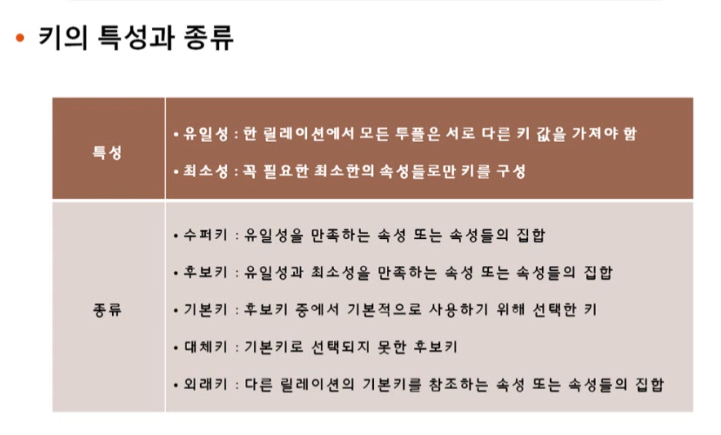 • 키의 특성과 종류
특성
• 유일성 : 한 릴레이션에서 모든 투플은 서로 다른 키 값을 가져야 함
• 최소성 : 꼭 필요한 최소한의 속성들로만 키를 구성
종류
• 수퍼키 : 유일성을 만족하는 속성 또는 속성들의 집합
• 후보키 : 유일성과 최소성을 만족하는 속성 또는 속성들의 집합
• 기본키 : 후보키 중에서 기본적으로 사용하기 위해 선택한 키
• 대체키 : 기본키로 선택되지 못한 후보키
• 외래키 : 다른 릴레이션의 기본키를 참조하는 속성 또는 속성들의 집합